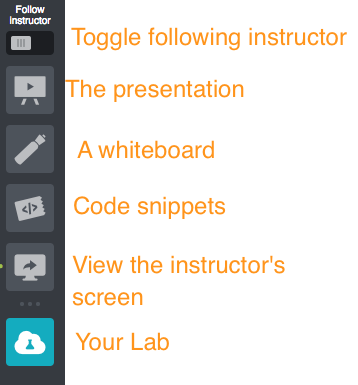 Follow
instructor
Toggle following instructor
The presentation
A whiteboard
</>
Code snippets
View the instructor's
screen
Your Lab